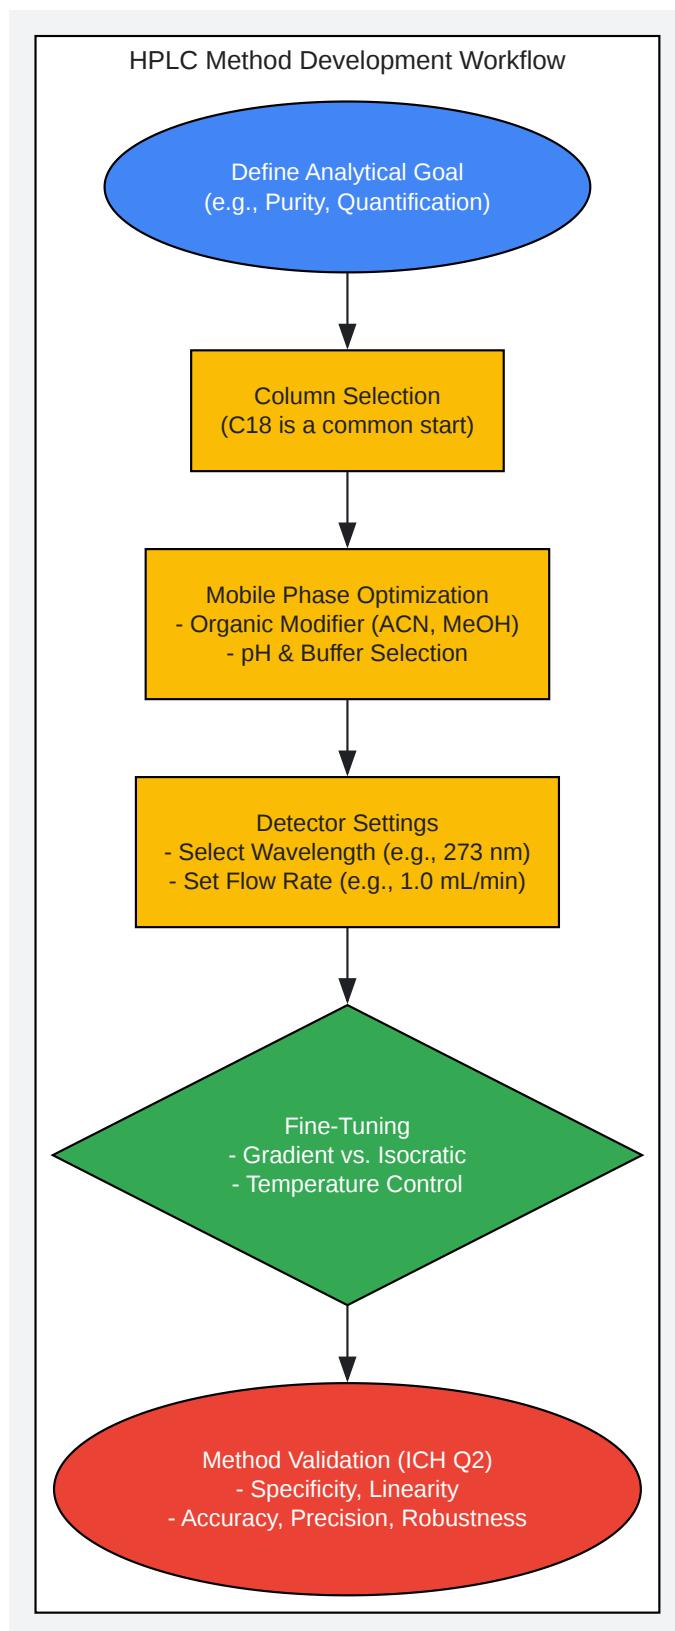 HPLC Method Development Workflow
Define Analytical Goal
(e.g., Purity, Quantification)
Column Selection
(C18 is a common start)
Mobile Phase Optimization
- Organic Modifier (ACN, MeOH)
- pH & Buffer Selection
Detector Settings
- Select Wavelength (e.g., 273 nm)
- Set Flow Rate (e.g., 1.0 mL/min)
Fine-Tuning
- Gradient vs. Isocratic
- Temperature Control
Method Validation (ICH Q2)
- Specificity, Linearity
- Accuracy, Precision, Robustness